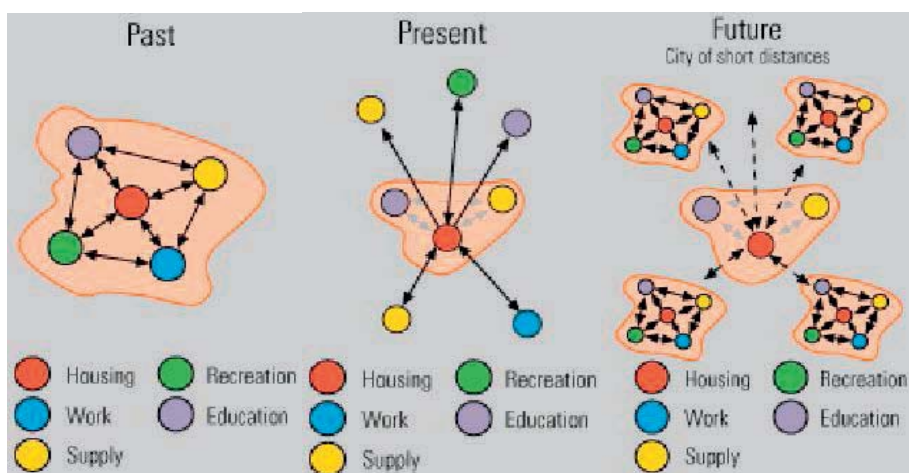 Past
Housing
Recreation
Work
Education
Supply
Present
Housing
Recreation
Work
Education
Supply
Future
City of short distances
Housing
Recreation
Work
Education
Supply